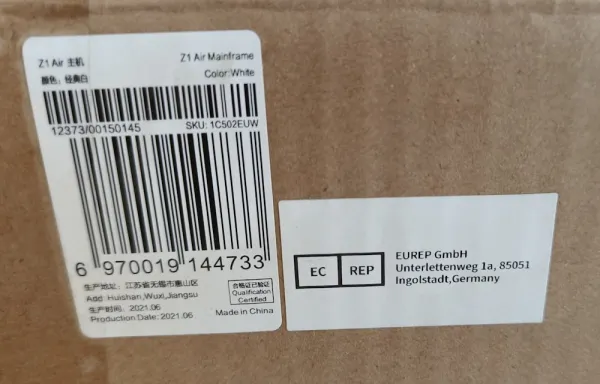 Z1 Air 主机 Z1 Air Mainframe
颜色：经典白 Color:White
12373/00150145 SKU: 1C502EUW
6 970019 144733
生产地址：江苏省无锡市惠山区
Add: Huishan,Wuxi,Jiangsu
生产时间：2021.06
Production Date: 2021.06
合格证已验证
Qualification
Certified
Made in China
EC REP
EUREP GmbH
Unterlettenweg 1a, 85051
Ingolstadt,Germany